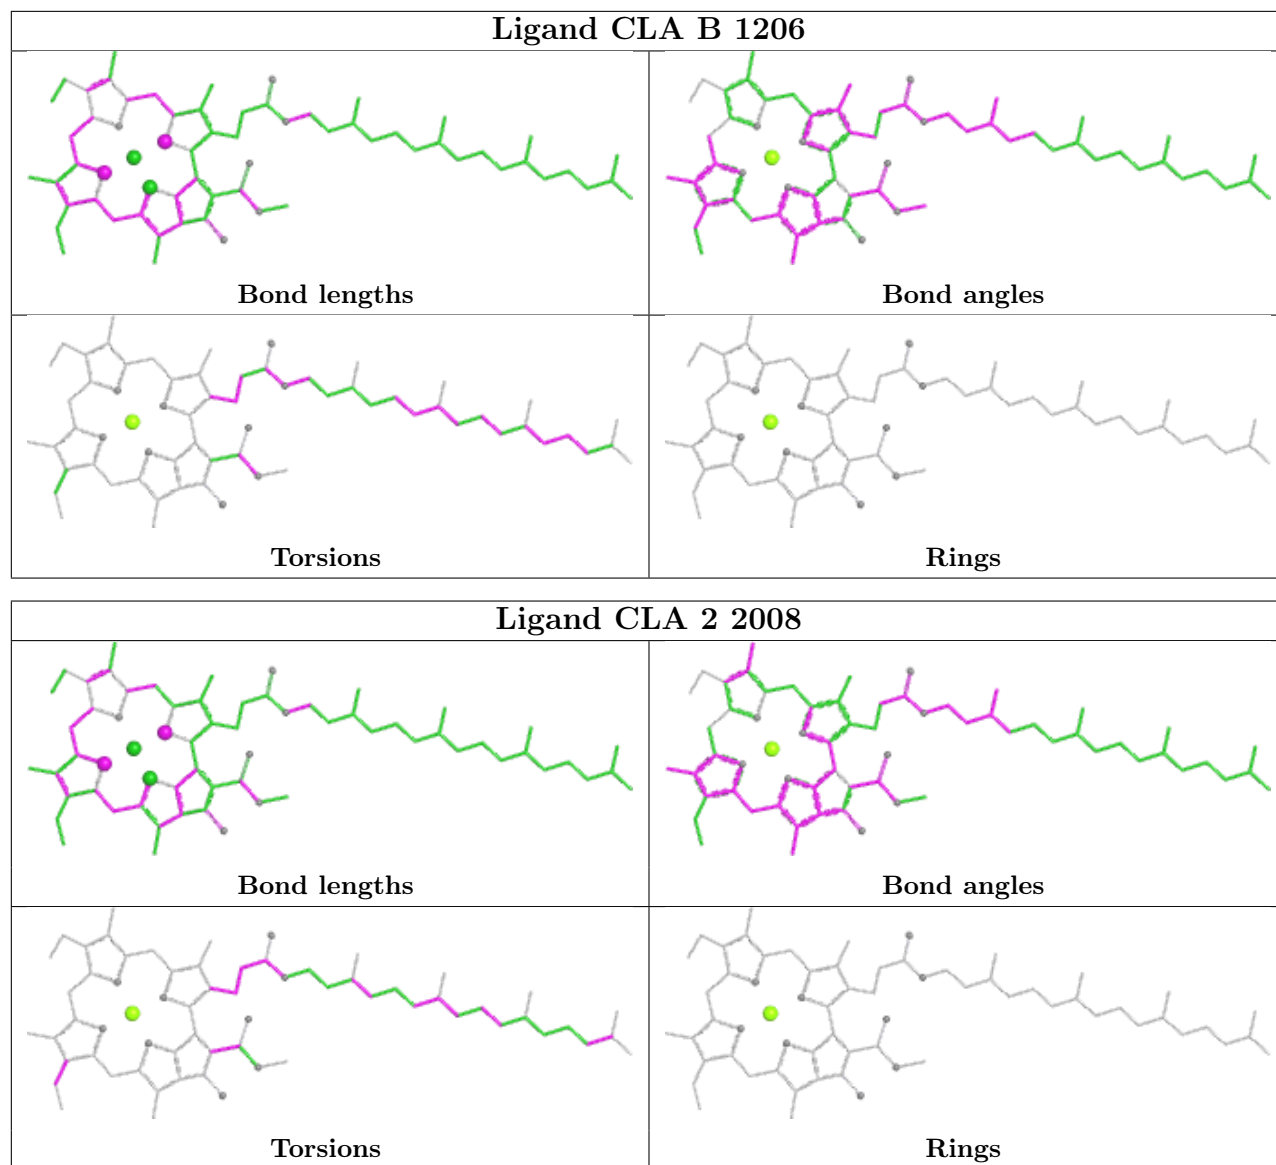 Ligand CLA B 1206
Bond lengths
Bond angles
Torsions
Rings
Ligand CLA 2 2008
Bond lengths
Bond angles
Torsions
Rings